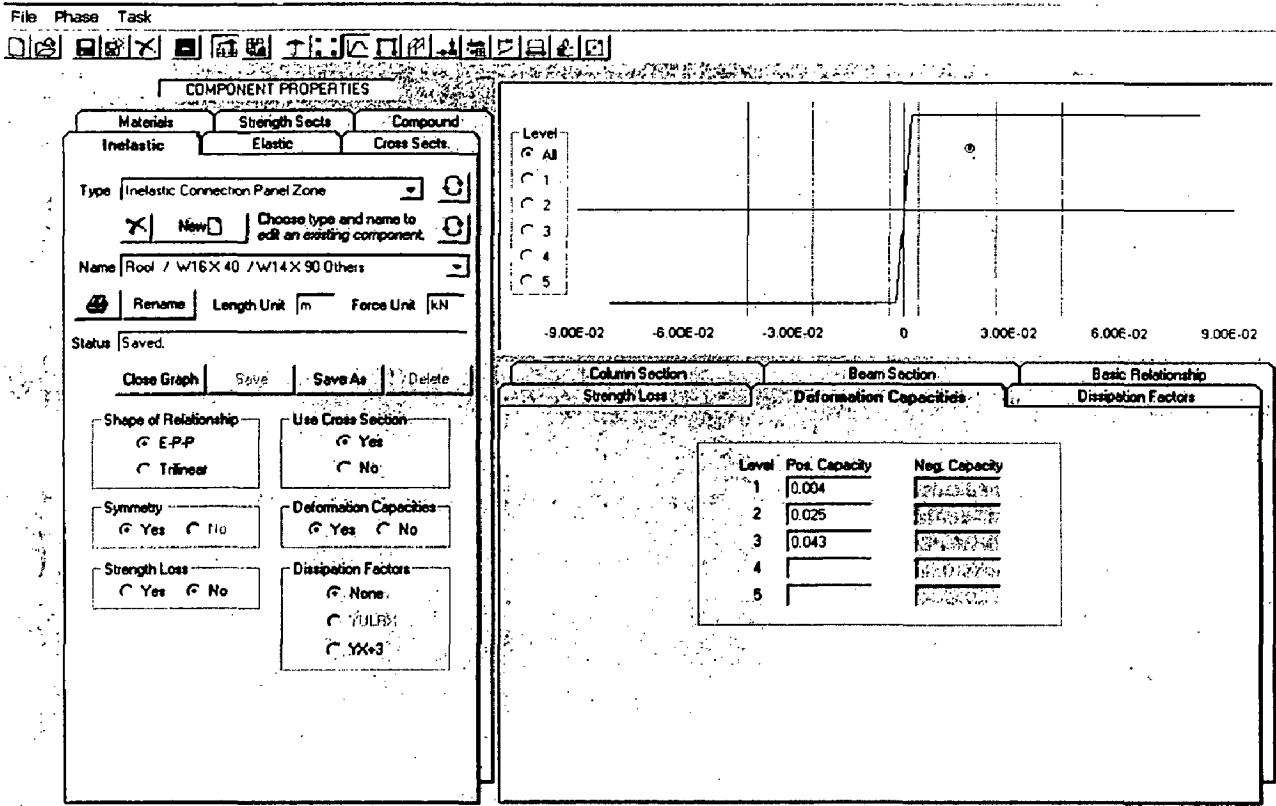 File Phase Task
COMPONENT PROPERTIES
Materials Strength Sects Compound
Inelastic Elastic Cross Sects.
Type Inelastic Connection Panel Zone
New Choose type and name to
edit an existing component.
Name Roof / W16X40 / W14X90 Others
Rename Length Unit m Force Unit kN
Status Saved.
Close Graph Save Save As Delete
Shape of Relationship
E-P-P
Trilinear
Use Cross Section
Yes
No
Symmetry
Yes No
Deformation Capacities
Yes No
Strength Loss
Yes No
Dissipation Factors
None
YULRX
YX+3
Level
All
1
2
3
4
5
-9.00E-02 -6.00E-02 -3.00E-02 0 3.00E-02 6.00E-02 9.00E-02
Column Section Beam Section Basic Relationship
Strength Loss Deformation Capacities Dissipation Factors
Level Pos. Capacity Neg. Capacity
1 0.004
2 0.025
3 0.043
4
5